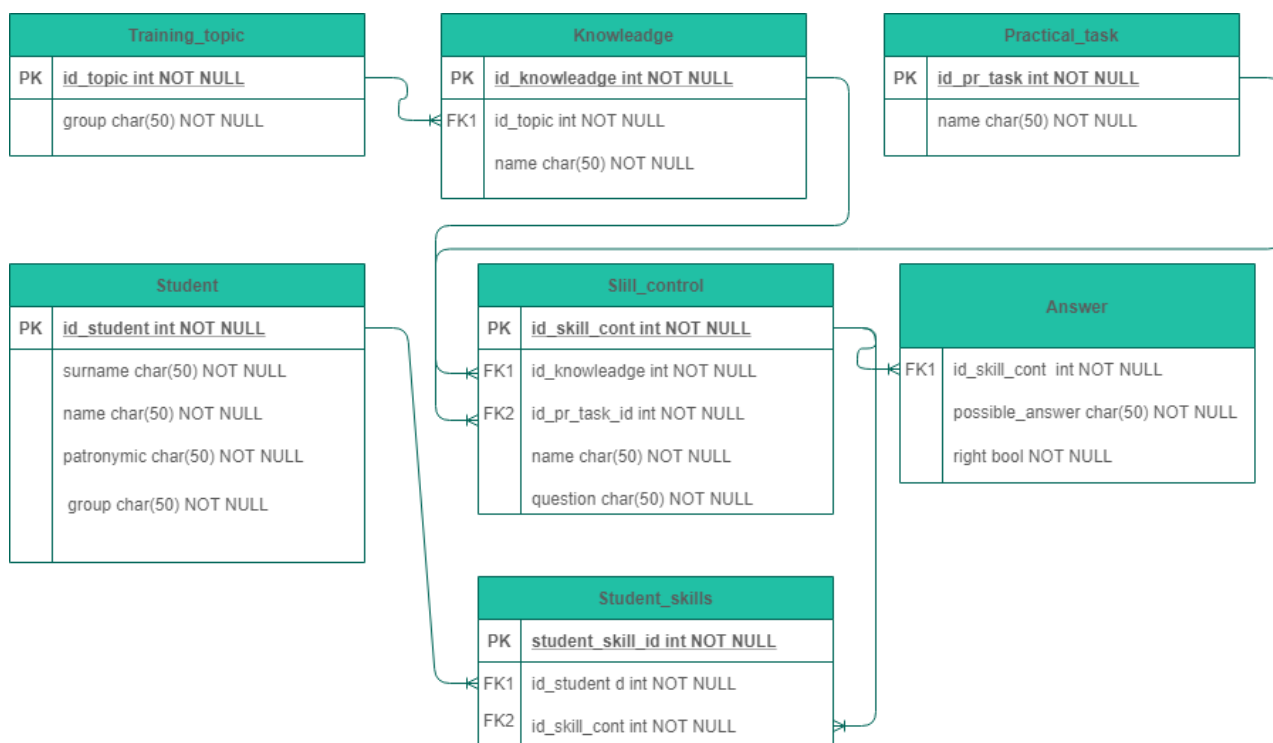 Training_topic
PK id_topic int NOT NULL
group char(50) NOT NULL
Knowleadge
PK id_knowleadge int NOT NULL
FK1 id_topic int NOT NULL
name char(50) NOT NULL
Practical_task
PK id_pr_task int NOT NULL
name char(50) NOT NULL
Student
PK id_student int NOT NULL
surname char(50) NOT NULL
name char(50) NOT NULL
patronymic char(50) NOT NULL
group char(50) NOT NULL
Slill_control
PK id_skill_cont int NOT NULL
FK1 id_knowleadge int NOT NULL
FK2 id_pr_task_id int NOT NULL
name char(50) NOT NULL
question char(50) NOT NULL
Answer
FK1 id_skill_cont int NOT NULL
possible_answer char(50) NOT NULL
right bool NOT NULL
Student_skills
PK student_skill_id int NOT NULL
FK1 id_student d int NOT NULL
FK2 id_skill_cont int NOT NULL